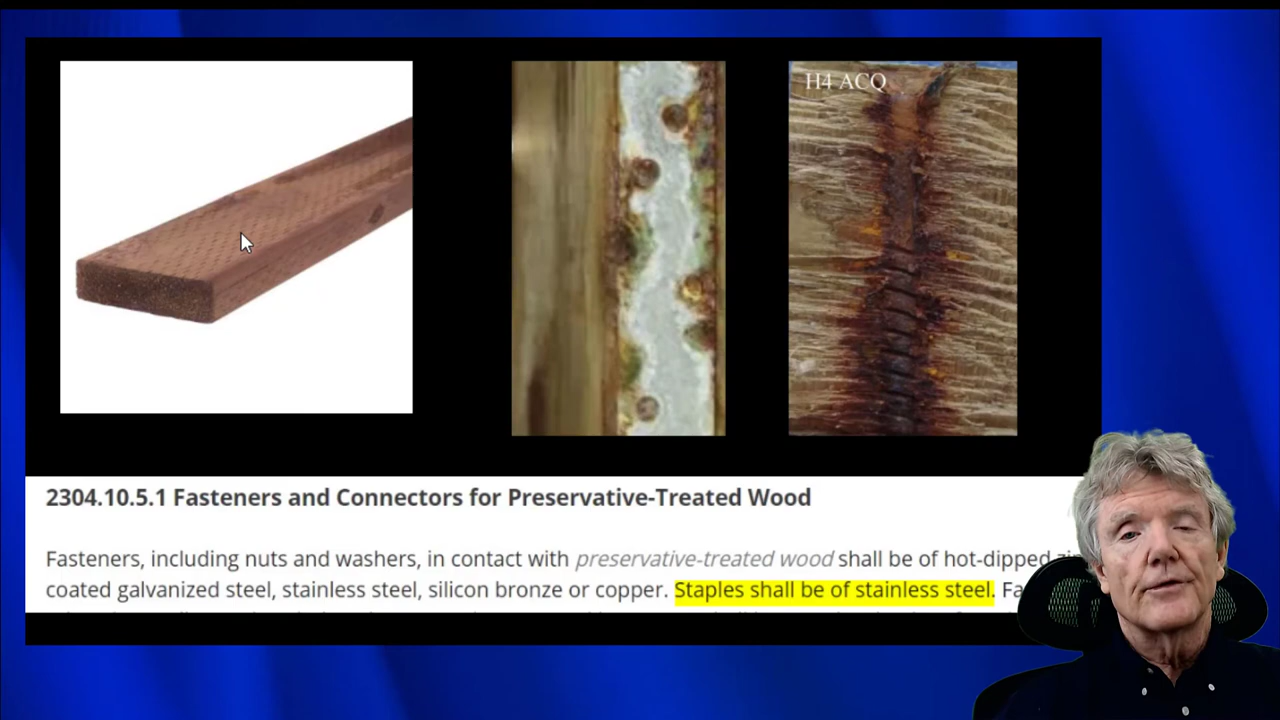 H4 ACQ
2304.10.5.1 Fasteners and Connectors for Preservative-Treated Wood
Fasteners, including nuts and washers, in contact with preservative-treated wood shall be of hot-dipped
coated galvanized steel, stainless steel, silicon bronze or copper. Staples shall be of stainless steel.